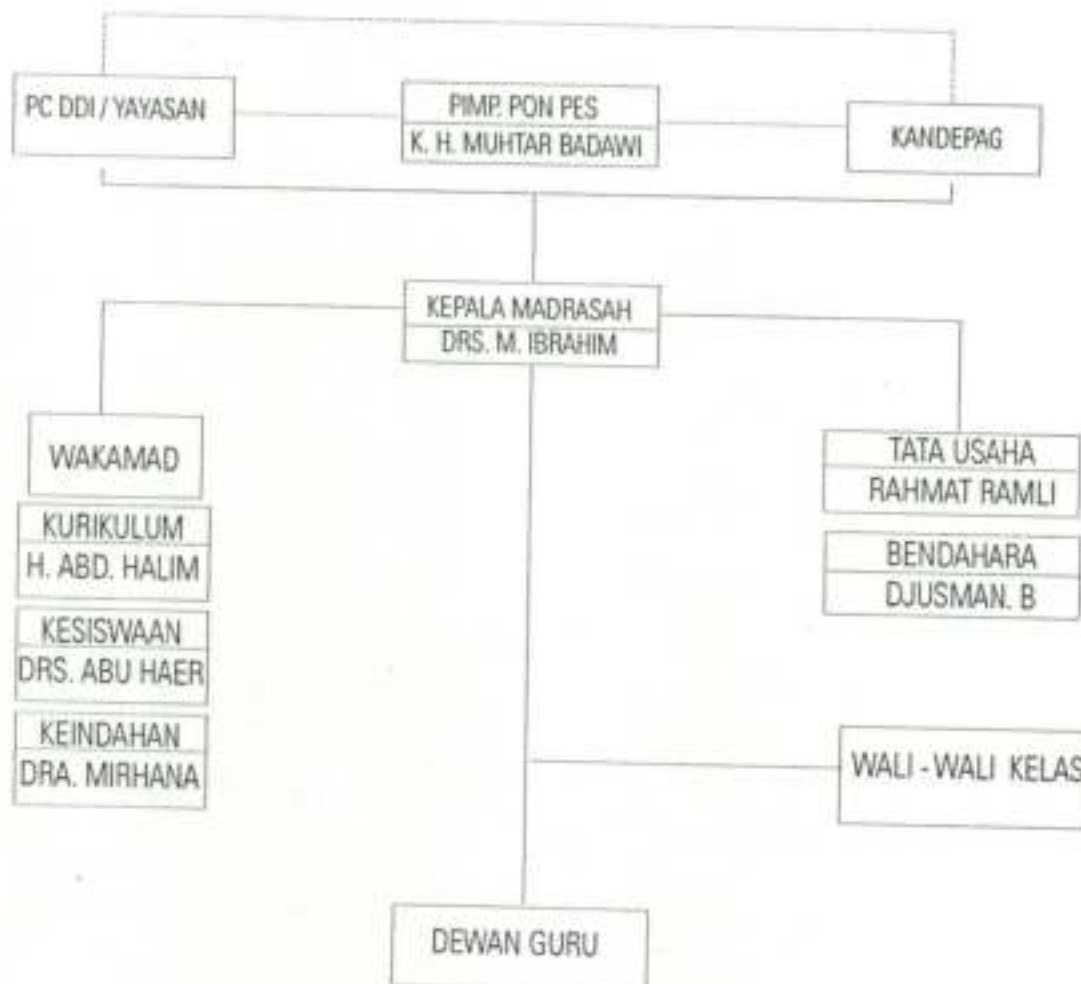 PC DDI / YAYASAN
PIMP. PON PES
K. H. MUHTAR BADAWI
KANDEPAG
KEPALA MADRASAH
DRS. M. IBRAHIM
WAKAMAD
KURIKULUM
H. ABD. HALIM
KESISWAAN
DRS. ABU HAER
KEINDAHAN
DRA. MIRHANA
TATA USAHA
RAHMAT RAMLI
BENDAHARA
DJUSMAN. B
WALI - WALI KELAS
DEWAN GURU